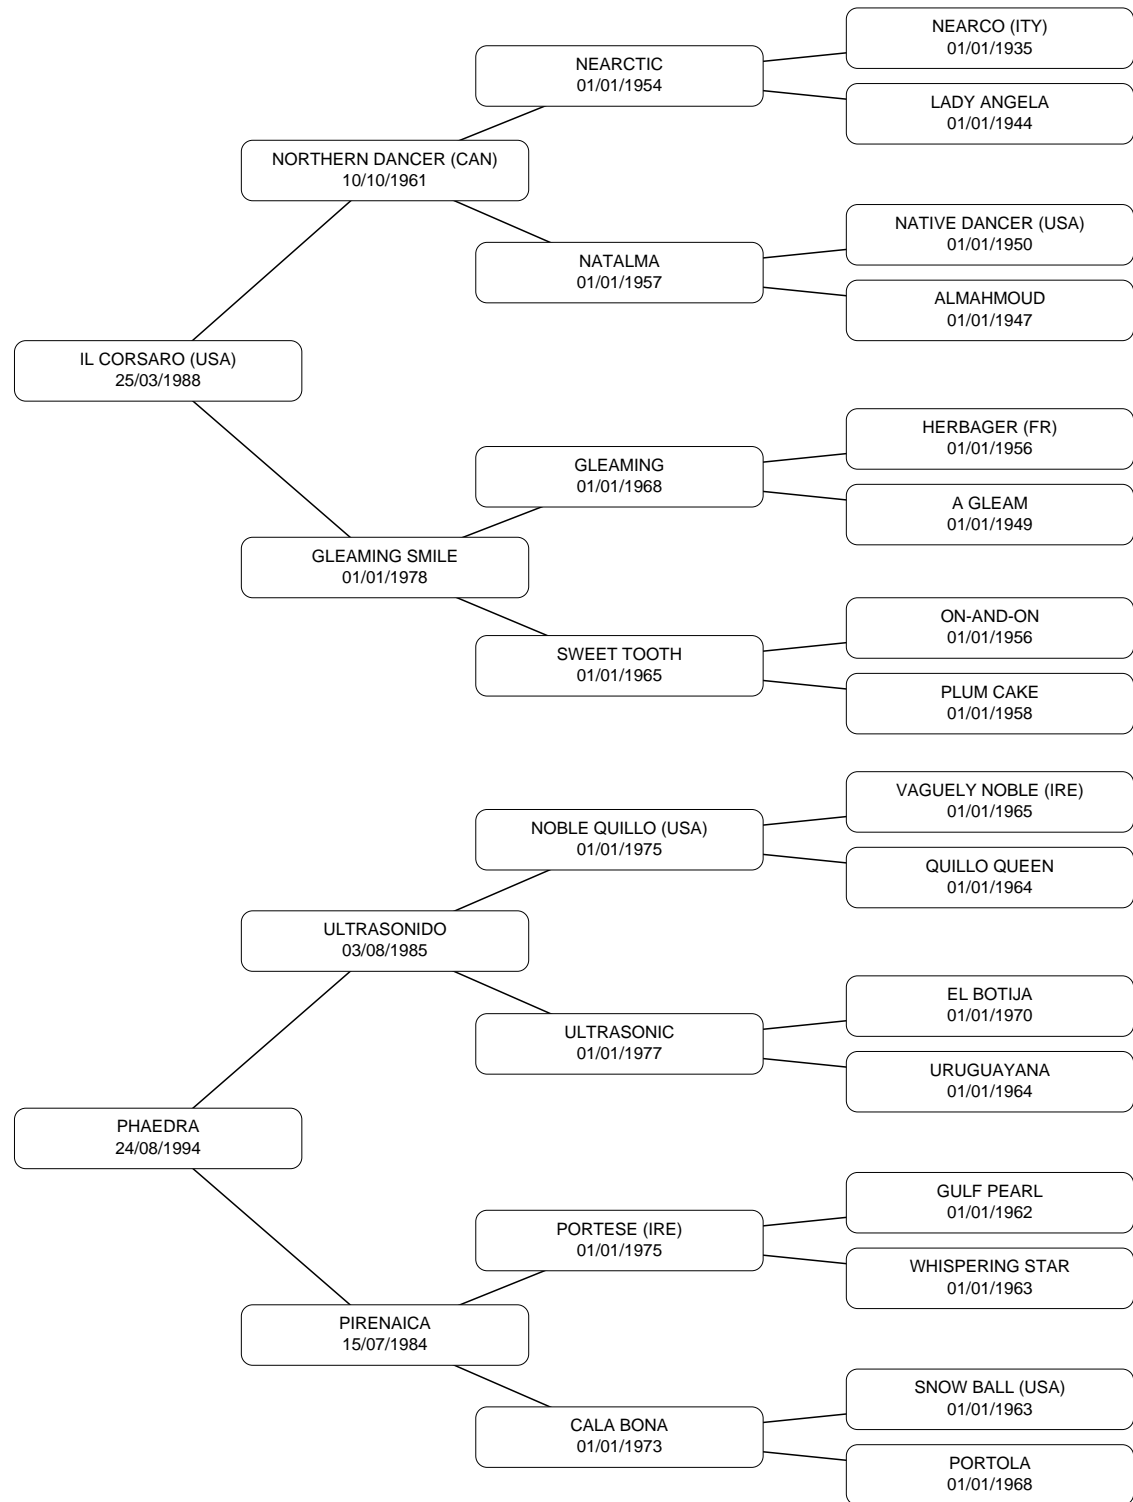 NEARCO (ITY)
01/01/1935
NEARCTIC
01/01/1954
LADY ANGELA
01/01/1944
NORTHERN DANCER (CAN)
10/10/1961
NATIVE DANCER (USA)
01/01/1950
NATALMA
01/01/1957
ALMAHMOUD
01/01/1947
IL CORSARO (USA)
25/03/1988
HERBAGER (FR)
01/01/1956
GLEAMING
01/01/1968
A GLEAM
01/01/1949
GLEAMING SMILE
01/01/1978
ON-AND-ON
01/01/1956
SWEET TOOTH
01/01/1965
PLUM CAKE
01/01/1958
VAGUELY NOBLE (IRE)
01/01/1965
NOBLE QUILLO (USA)
01/01/1975
QUILLO QUEEN
01/01/1964
ULTRASONIDO
03/08/1985
EL BOTIJA
01/01/1970
ULTRASONIC
01/01/1977
URUGUAYANA
01/01/1964
PHAEDRA
24/08/1994
GULF PEARL
01/01/1962
PORTESE (IRE)
01/01/1975
WHISPERING STAR
01/01/1963
PIRENAICA
15/07/1984
SNOW BALL (USA)
01/01/1963
CALA BONA
01/01/1973
PORTOLA
01/01/1968